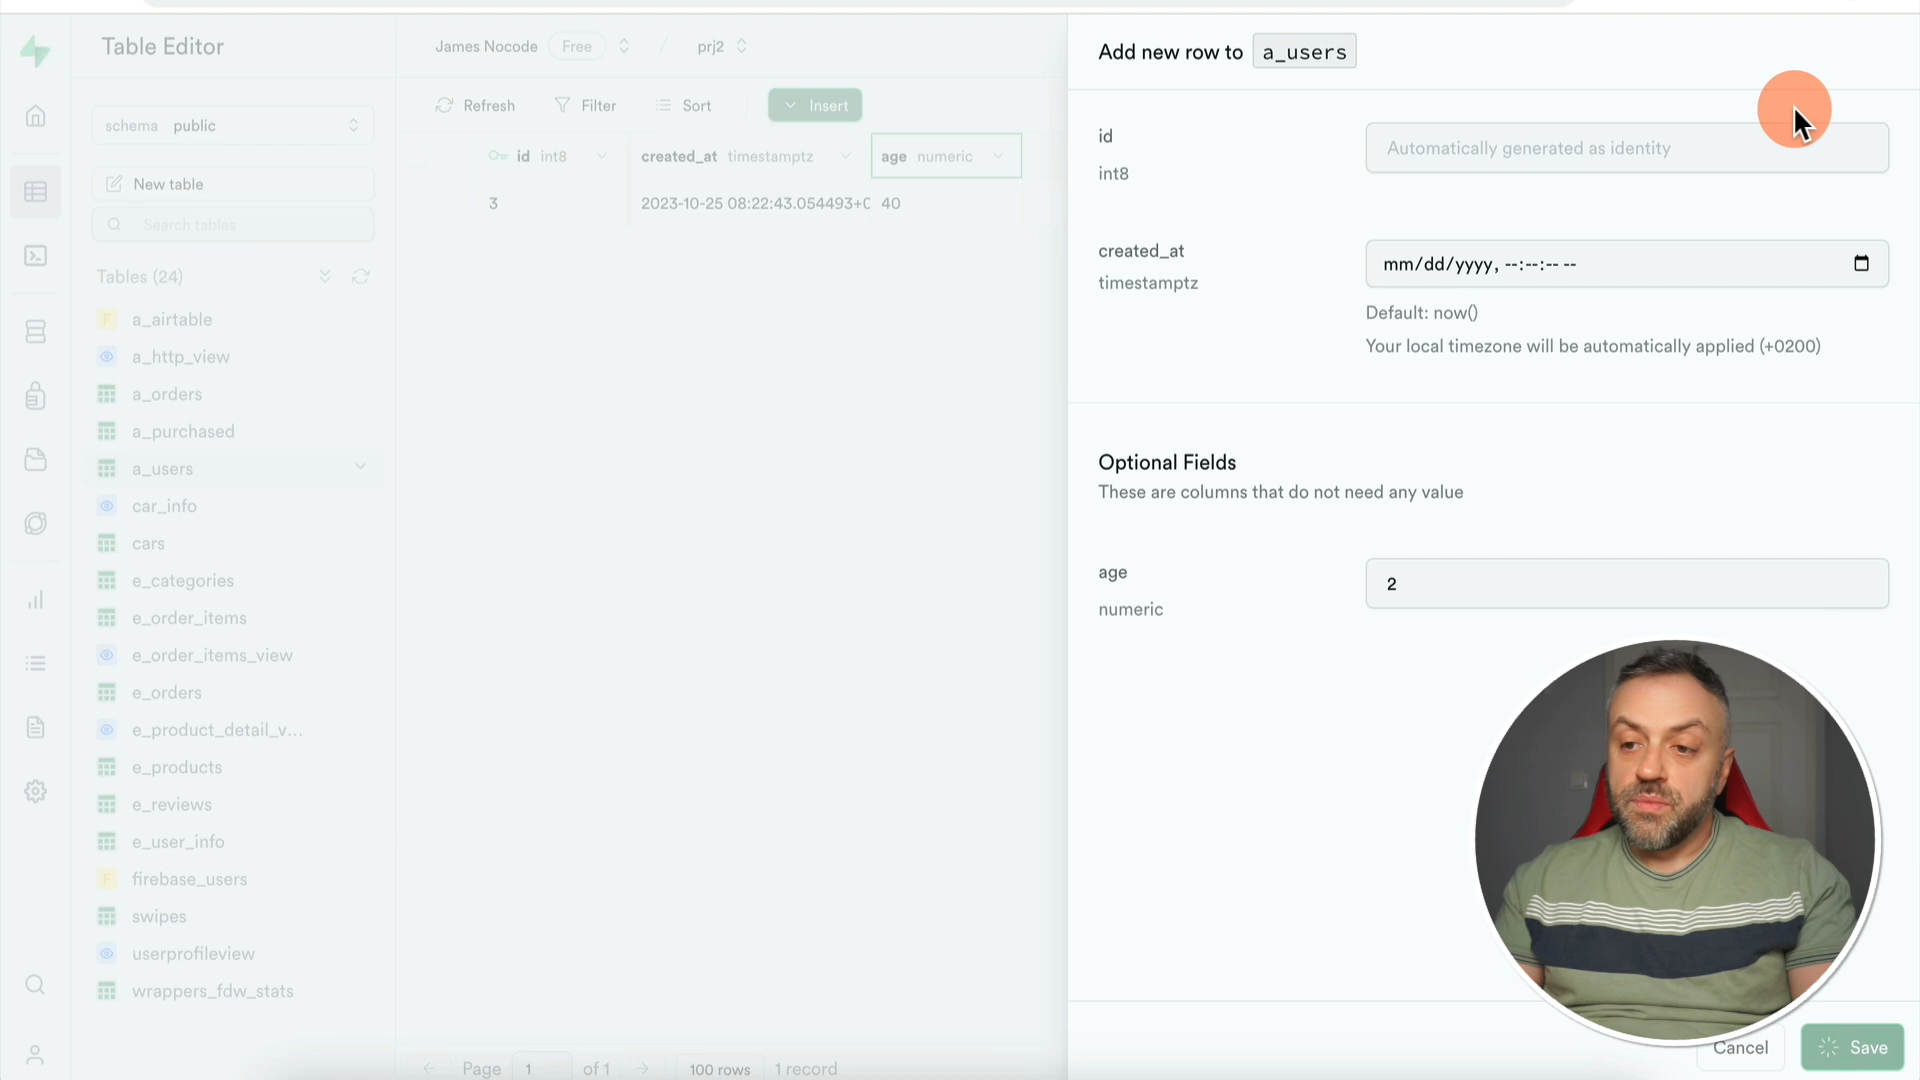 Table Editor
James Nocode Free / prj2
Refresh Filter Sort Insert
schema public
New table
Search tables
Tables (24)
a_airtable
a_http_view
a_orders
a_purchased
a_users
car_info
cars
e_categories
e_order_items
e_order_items_view
e_orders
e_product_detail_v...
e_products
e_reviews
e_user_info
firebase_users
swipes
userprofileview
wrappers_fdw_stats
id int8 created_at timestamptz age numeric
3 2023-10-25 08:22:43.054493+0 40
Page 1 of 1 100 rows 1 record
Add new row to a_users
id
int8
Automatically generated as identity
created_at
timestamptz
mm/dd/yyyy, --:--:-- --
Default: now()
Your local timezone will be automatically applied (+0200)
Optional Fields
These are columns that do not need any value
age
numeric
2
Cancel Save